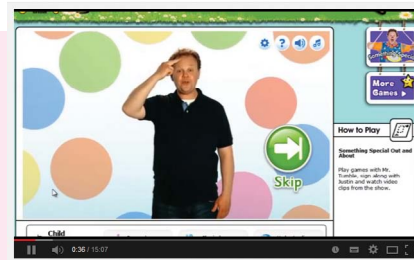 More
Games
Skip
How to Play
Something Special Out and
About
Play games with Mr.
Tumble, sign along with
Justin and watch video
clips from the show.
Child
0:36 / 15:07